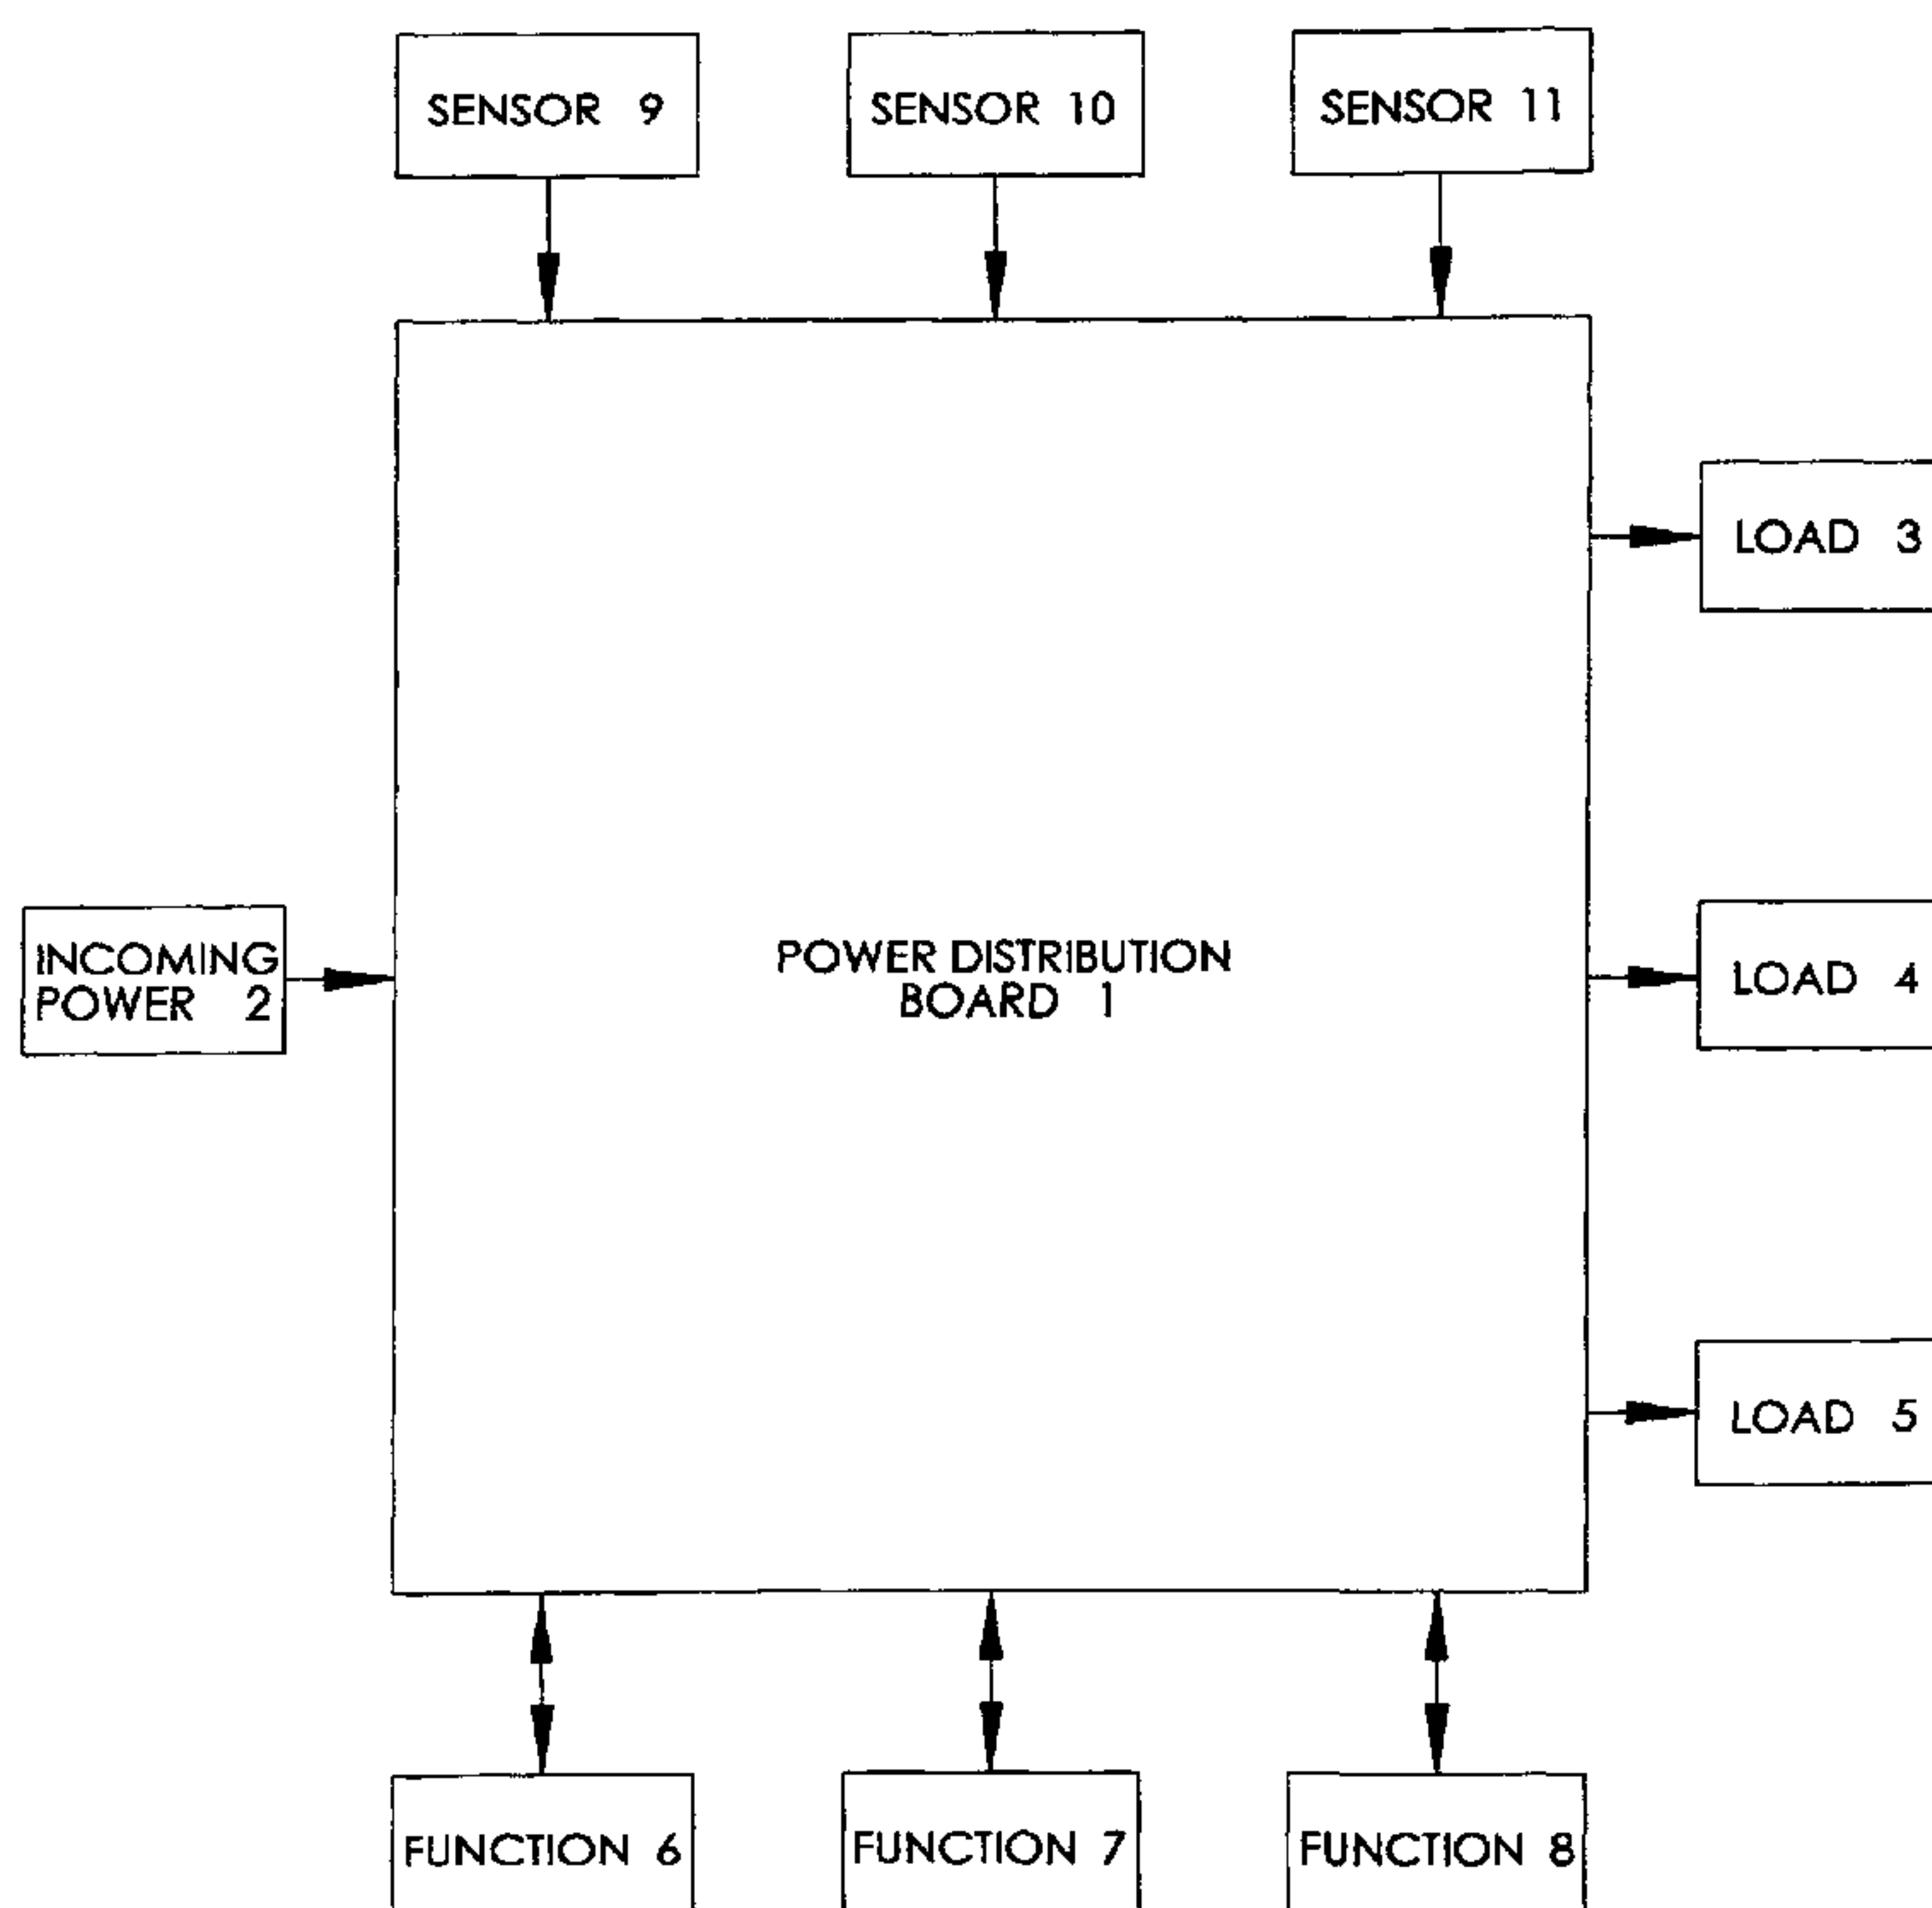 SENSOR 9
SENSOR 10
SENSOR 11
LOAD 3
INCOMING
POWER 2
POWER DISTRIBUTION
BOARD 1
LOAD 4
LOAD 5
FUNCTION 6
FUNCTION 7
FUNCTION 8